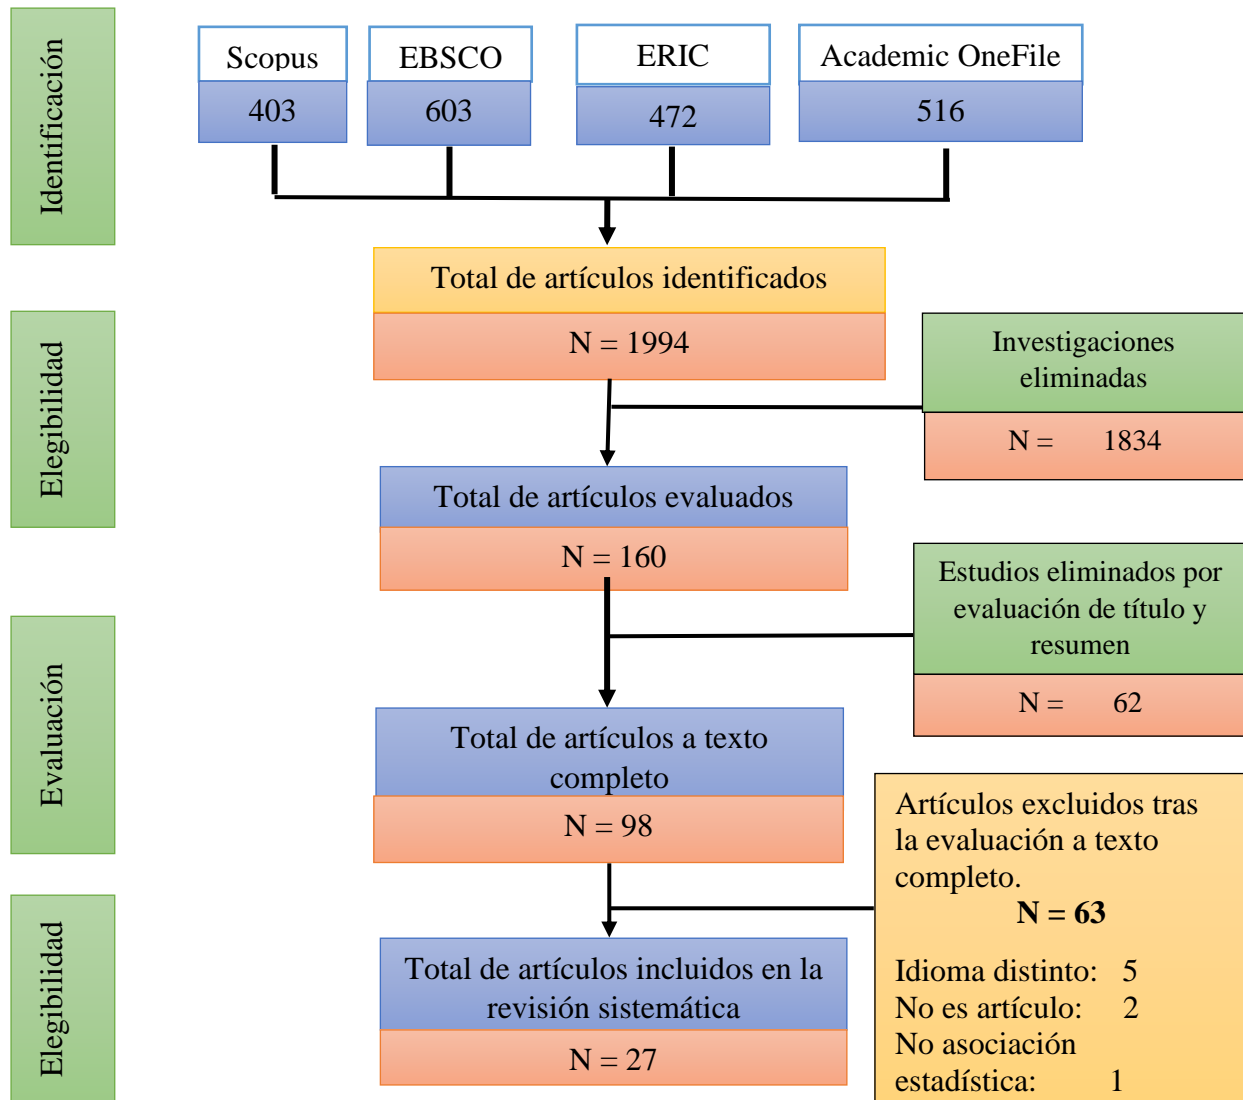 Identificación
Scopus
EBSCO
ERIC
Academic OneFile
403
603
472
516
Total de artículos identificados
N = 1994
Elegibilidad
Investigaciones
eliminadas
N = 1834
Total de artículos evaluados
N = 160
Estudios eliminados por
evaluación de título y
resumen
N = 62
Evaluación
Total de artículos a texto
completo
N = 98
Artículos excluidos tras
la evaluación a texto
completo.
N = 63
Idioma distinto: 5
No es artículo: 2
No asociación
estadística: 1
Elegibilidad
Total de artículos incluidos en la
revisión sistemática
N = 27